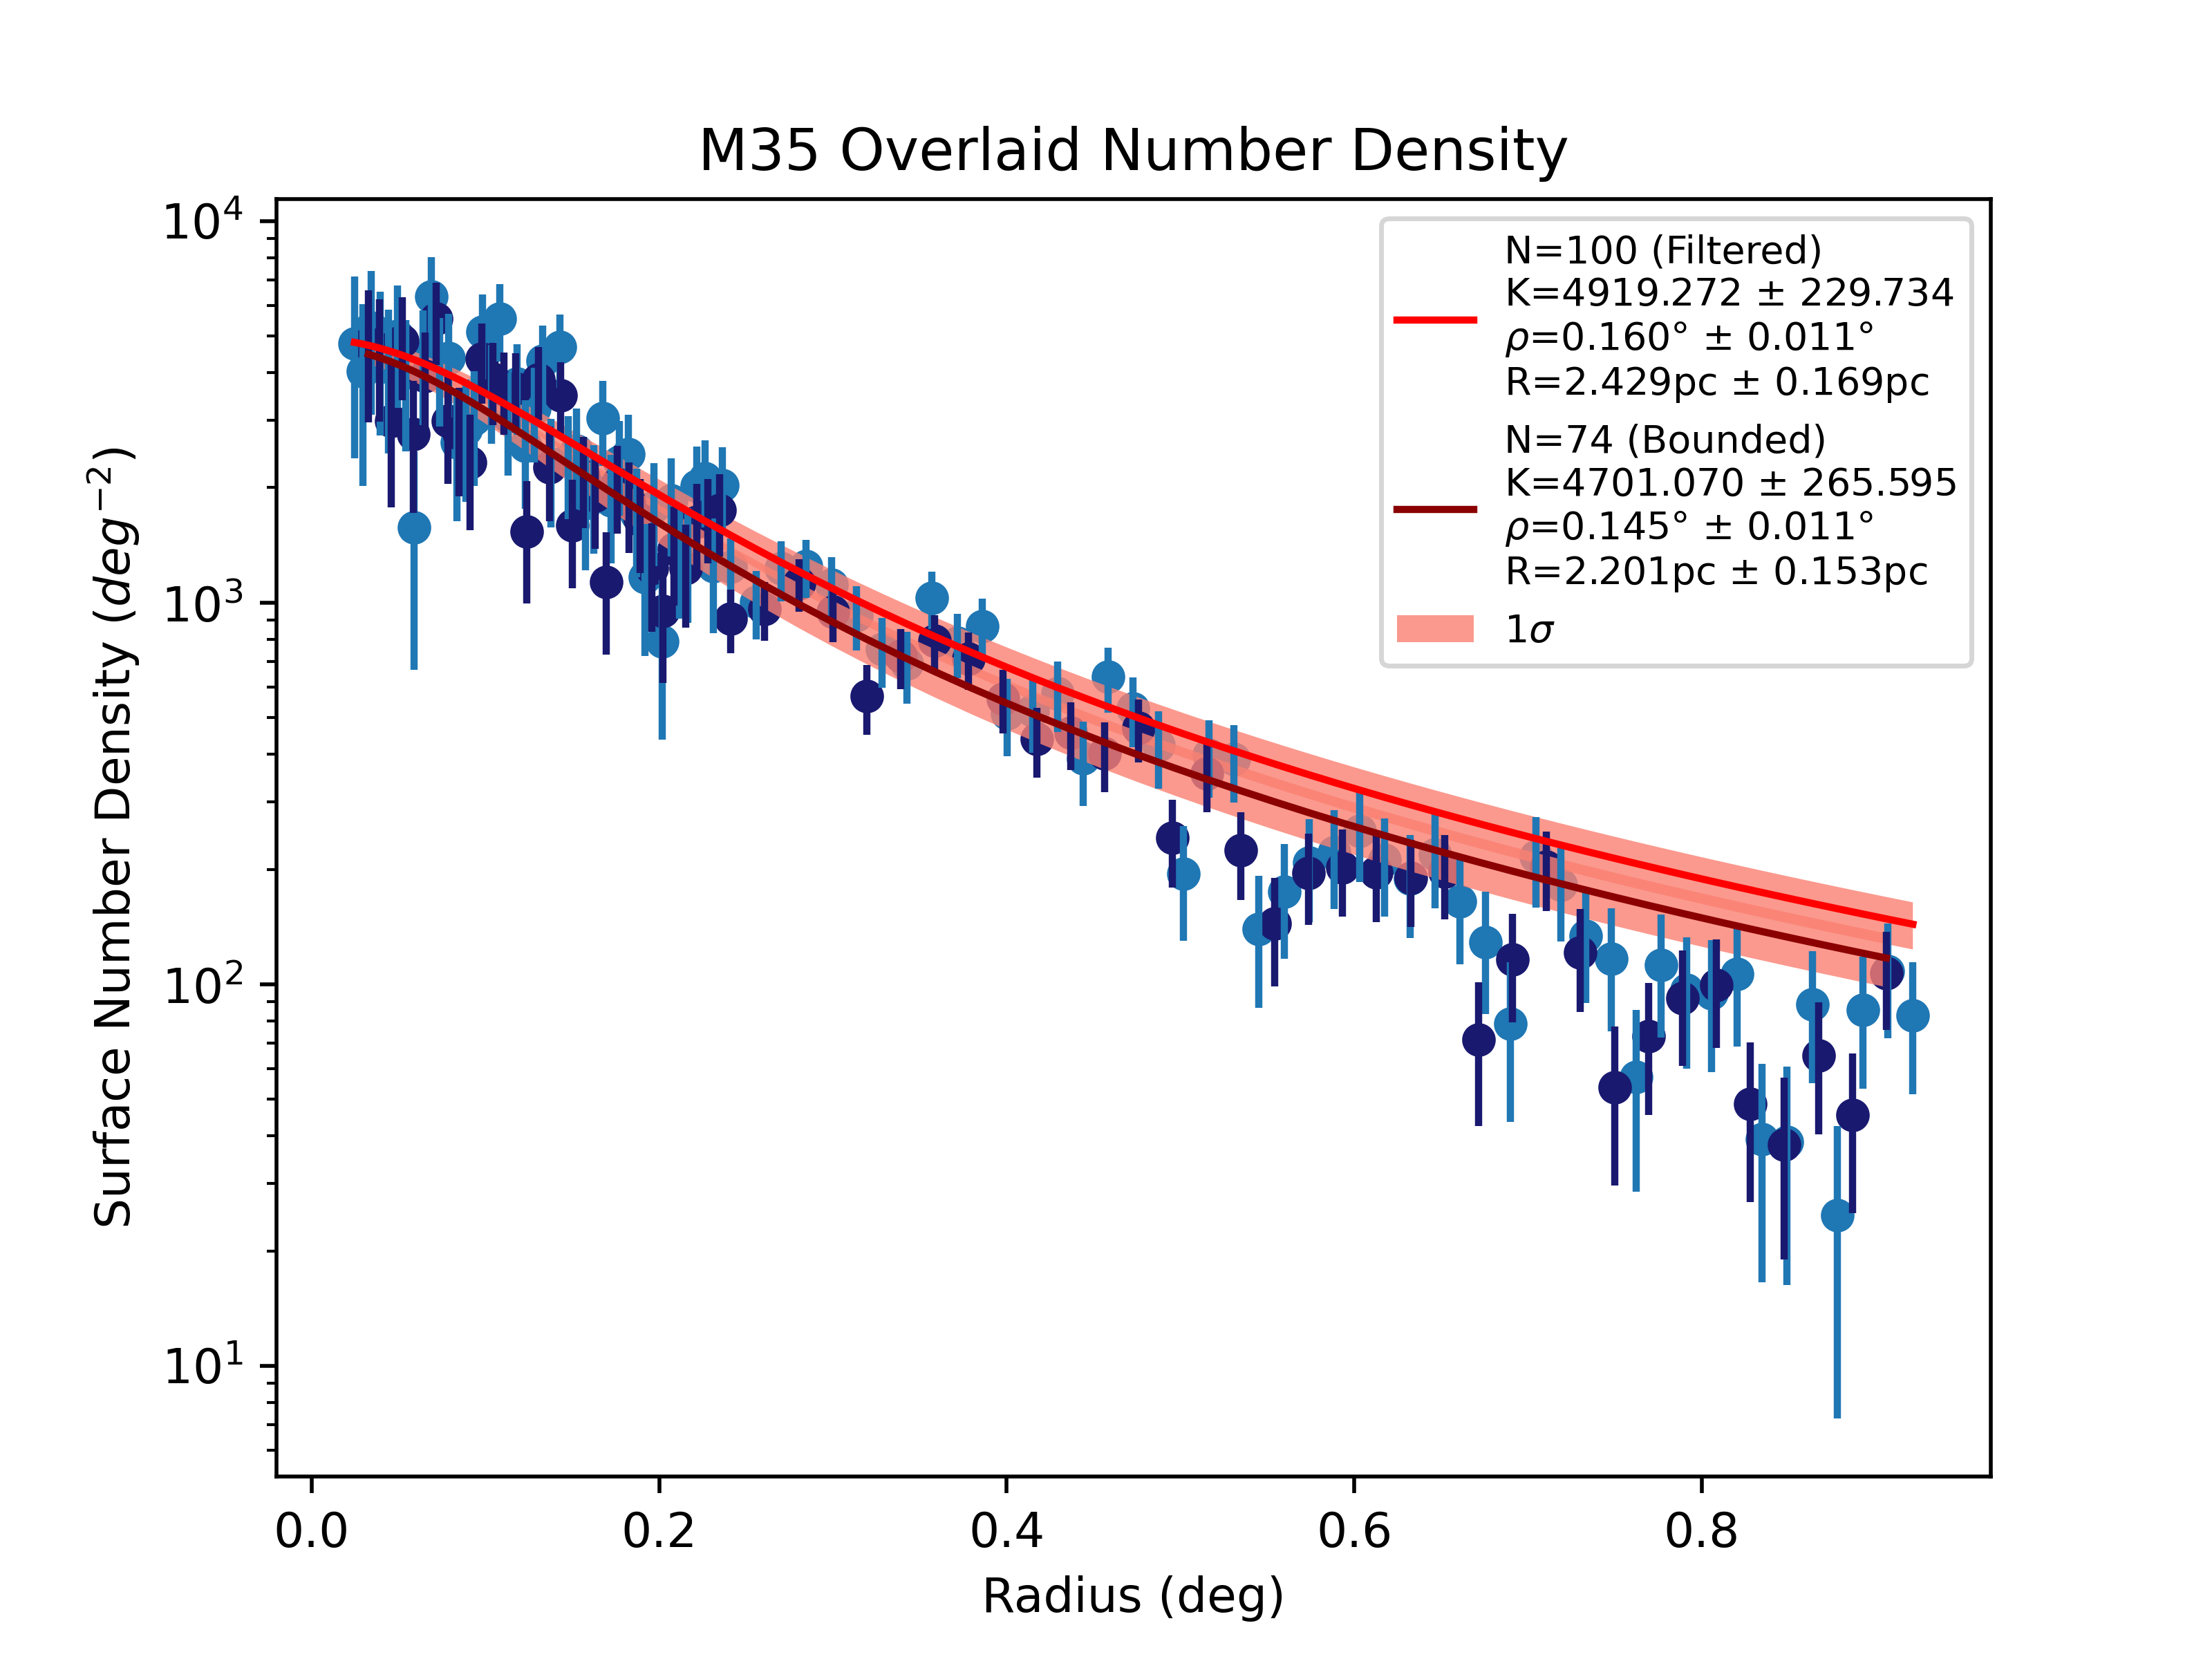 M35 Overlaid Number Density
10⁴
10³
10²
10¹
Surface Number Density (deg⁻²)
N=100 (Filtered)
K=4919.272 ± 229.734
ρ=0.160° ± 0.011°
R=2.429pc ± 0.169pc
N=74 (Bounded)
K=4701.070 ± 265.595
ρ=0.145° ± 0.011°
R=2.201pc ± 0.153pc
1σ
0.0 0.2 0.4 0.6 0.8
Radius (deg)